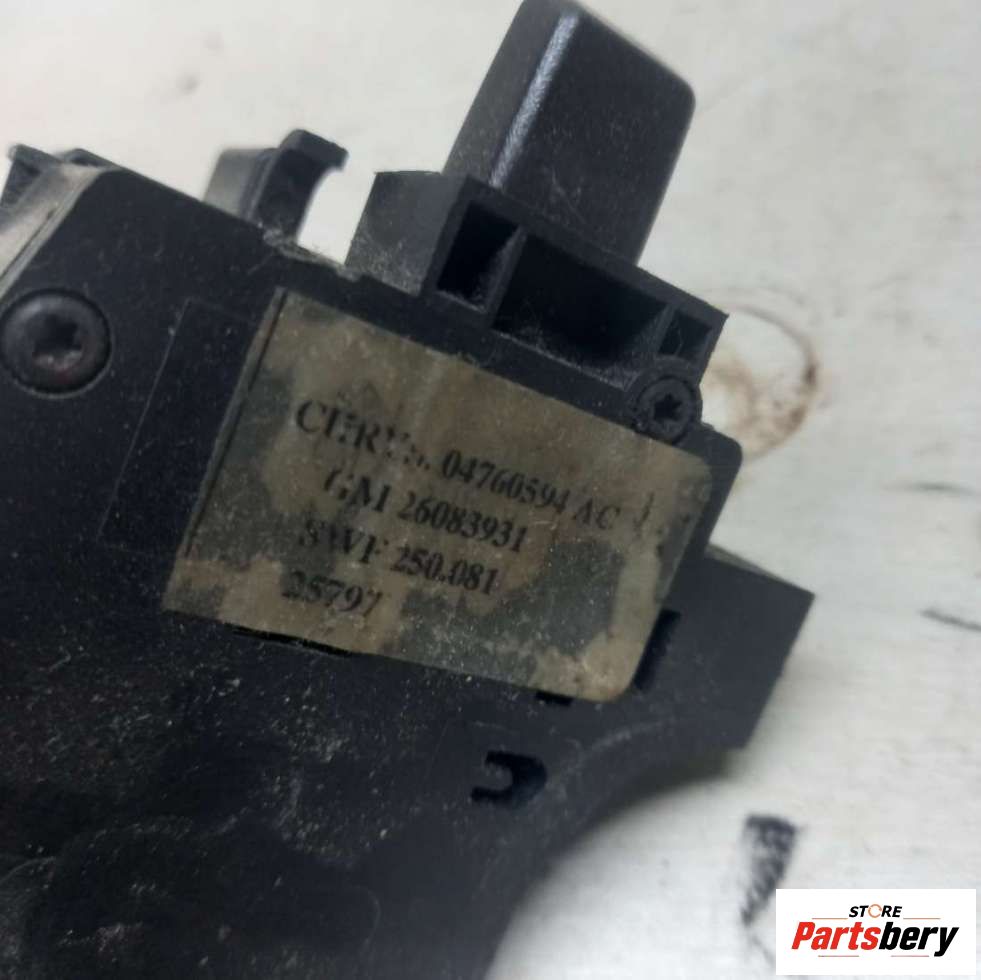 04760594 AC
GM 26083931
SWF 250.081
25797
STORE
Partsbery